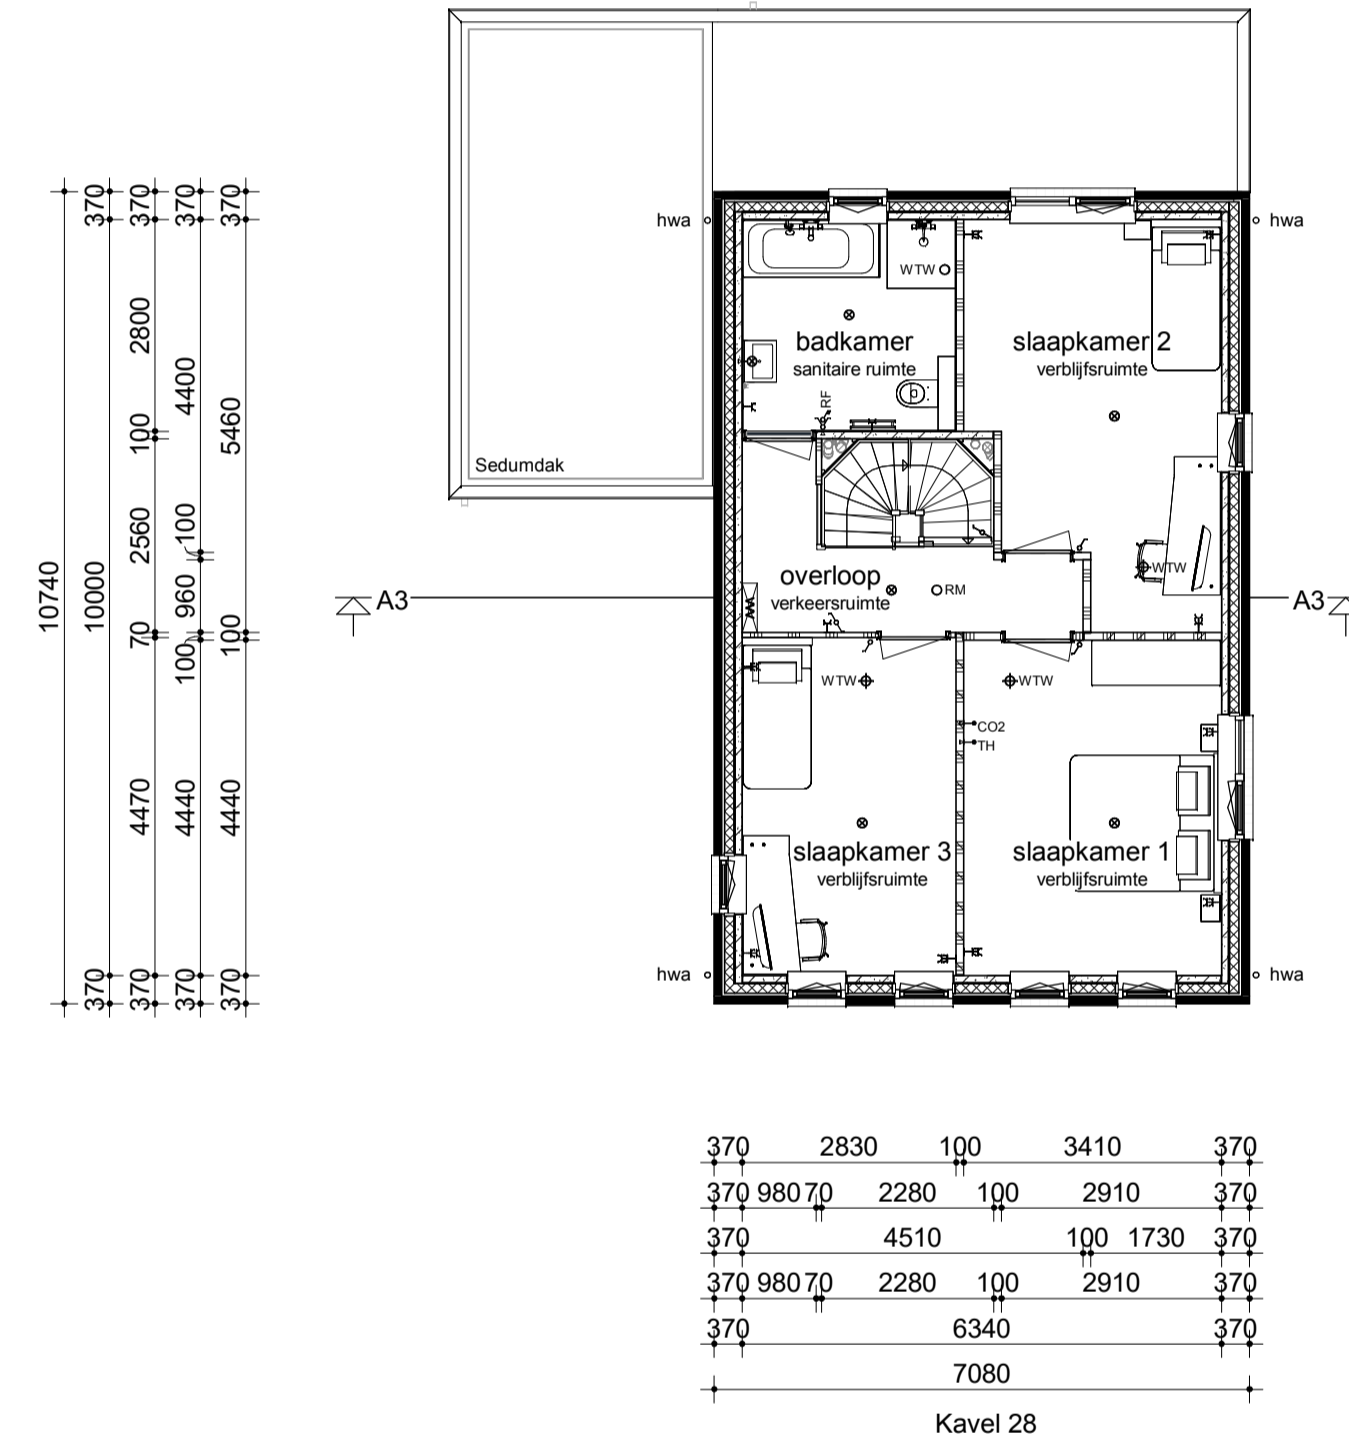 hwa
hwa
WTW
badkamer
sanitaire ruimte
slaapkamer 2
verblijfsruimte
RF
Sedumdak
WTW
overloop
verkeersruimte
RM
A3
A3
WTW
WTW
CO2
TH
slaapkamer 3
verblijfsruimte
slaapkamer 1
verblijfsruimte
hwa
hwa
10740
370 10000 370
370 2800 100 2560 70 4470 370
370 4400 100 960 100 4440 370
370 5460 100 4440 370
370 2830 100 3410 370
370 980 70 2280 100 2910 370
370 4510 100 1730 370
370 980 70 2280 100 2910 370
370 6340 370
7080
Kavel 28